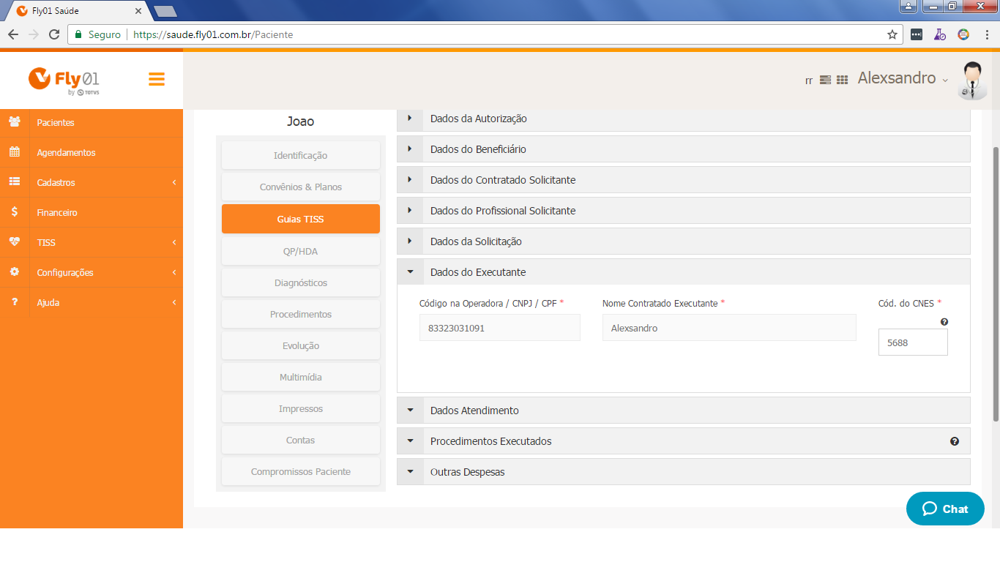 Fly01 Saúde
Seguro
https://saude.fly01.com.br/Paciente
Fly01
by TOTVS
rr
Alexsandro
Pacientes
Agendamentos
Cadastros
Financeiro
TISS
Configurações
Ajuda
Joao
Identificação
Convênios & Planos
Guias TISS
QP/HDA
Diagnósticos
Procedimentos
Evolução
Multimídia
Impressos
Contas
Compromissos Paciente
Dados da Autorização
Dados do Beneficiário
Dados do Contratado Solicitante
Dados do Profissional Solicitante
Dados da Solicitação
Dados do Executante
Código na Operadora / CNPJ / CPF *
Nome Contratado Executante *
Cód. do CNES *
83323031091
Alexsandro
5688
Dados Atendimento
Procedimentos Executados
Outras Despesas
Chat